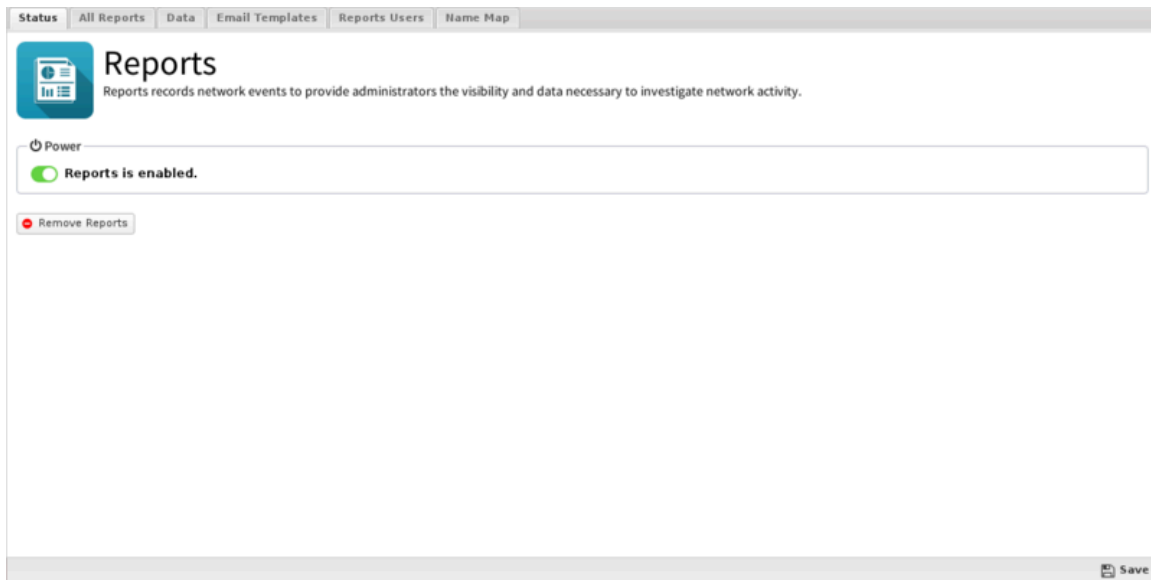 Status All Reports Data Email Templates Reports Users Name Map
Reports
Reports records network events to provide administrators the visibility and data necessary to investigate network activity.
Power
Reports is enabled.
Remove Reports
Save